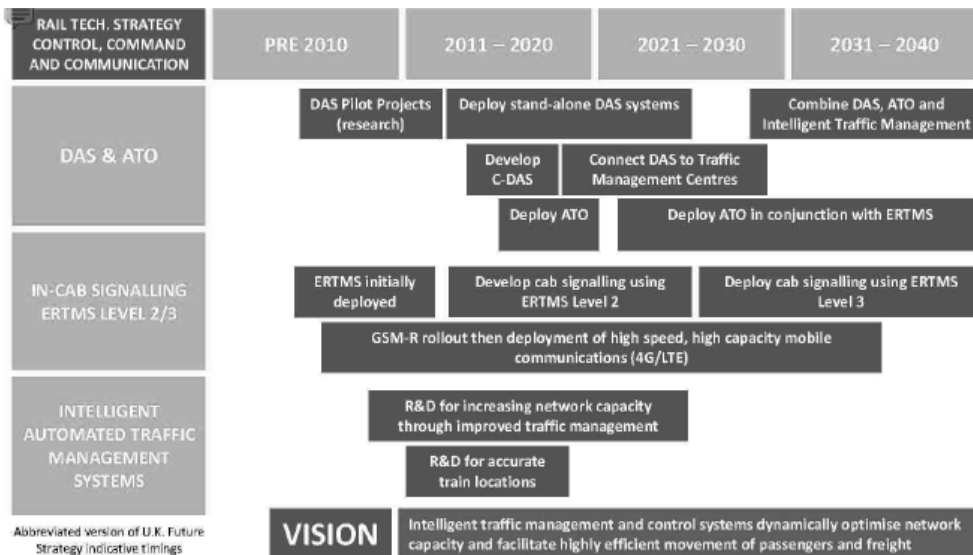 RAIL TECH. STRATEGY
CONTROL, COMMAND
AND COMMUNICATION
PRE 2010
2011 – 2020
2021 – 2030
2031 – 2040
DAS & ATO
DAS Pilot Projects
(research)
Deploy stand-alone DAS systems
Combine DAS, ATO and
Intelligent Traffic Management
Develop
C-DAS
Connect DAS to Traffic
Management Centres
Deploy ATO
Deploy ATO in conjunction with ERTMS
IN-CAB SIGNALLING
ERTMS LEVEL 2/3
ERTMS initially
deployed
Develop cab signalling using
ERTMS Level 2
Deploy cab signalling using ERTMS
Level 3
GSM-R rollout then deployment of high speed, high capacity mobile
communications (4G/LTE)
INTELLIGENT
AUTOMATED TRAFFIC
MANAGEMENT
SYSTEMS
R&D for increasing network capacity
through improved traffic management
R&D for accurate
train locations
Abbreviated version of U.K. Future
Strategy indicative timings
VISION
Intelligent traffic management and control systems dynamically optimise network
capacity and facilitate highly efficient movement of passengers and freight